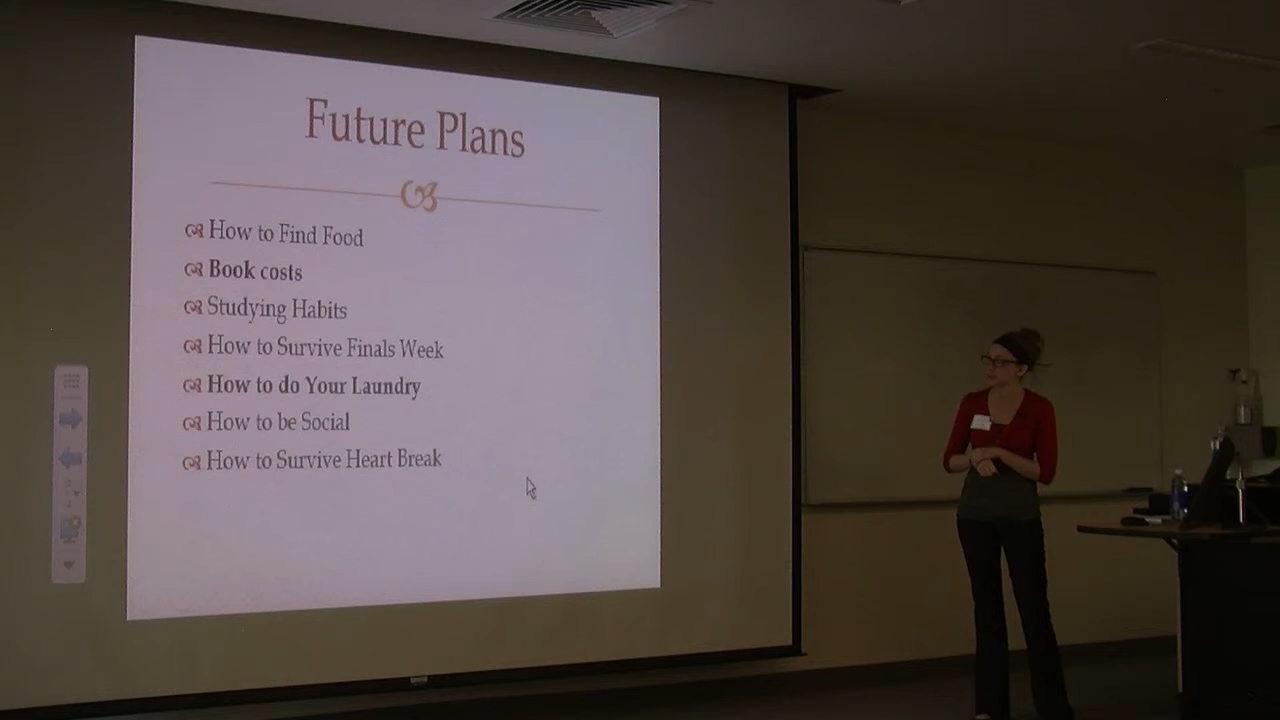 Future Plans
How to Find Food
Book costs
Studying Habits
How to Survive Finals Week
How to do Your Laundry
How to be Social
How to Survive Heart Break